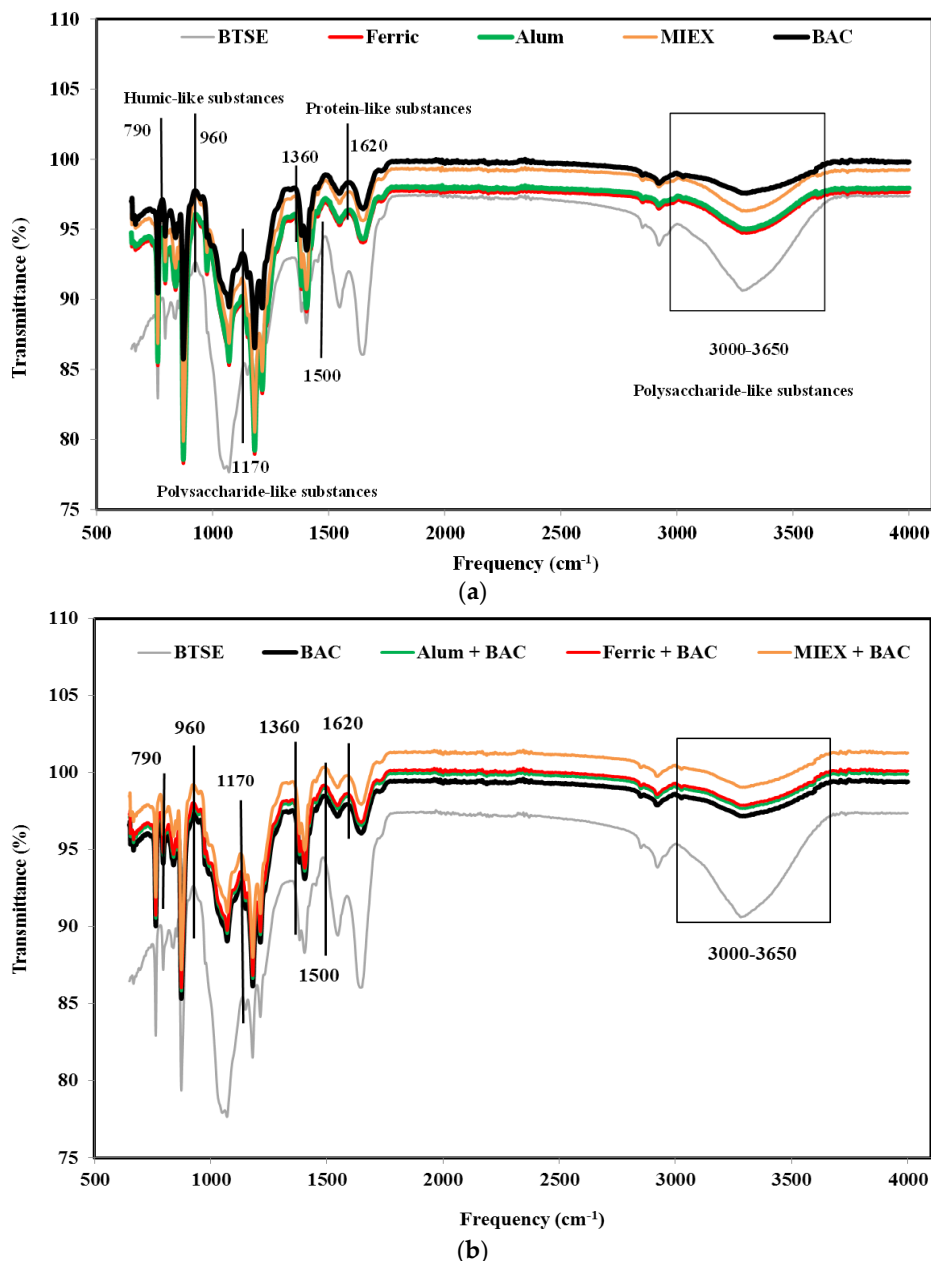 110
BTSE Ferric Alum MIEX BAC
105
Humic-like substances Protein-like substances
790 960 1360 1620
100
95
Transmittance (%)
90
1500 3000-3650
85
Polysaccharide-like substances
80
1170
Polysaccharide-like substances
75
500 1000 1500 2000 2500 3000 3500 4000
Frequency (cm-1)
(a)
110
BTSE BAC Alum + BAC Ferric + BAC MIEX + BAC
105
960 1360 1620
790
1170
100
95
Transmittance (%)
90
1500 3000-3650
85
80
75
500 1000 1500 2000 2500 3000 3500 4000
Frequency (cm-1)
(b)